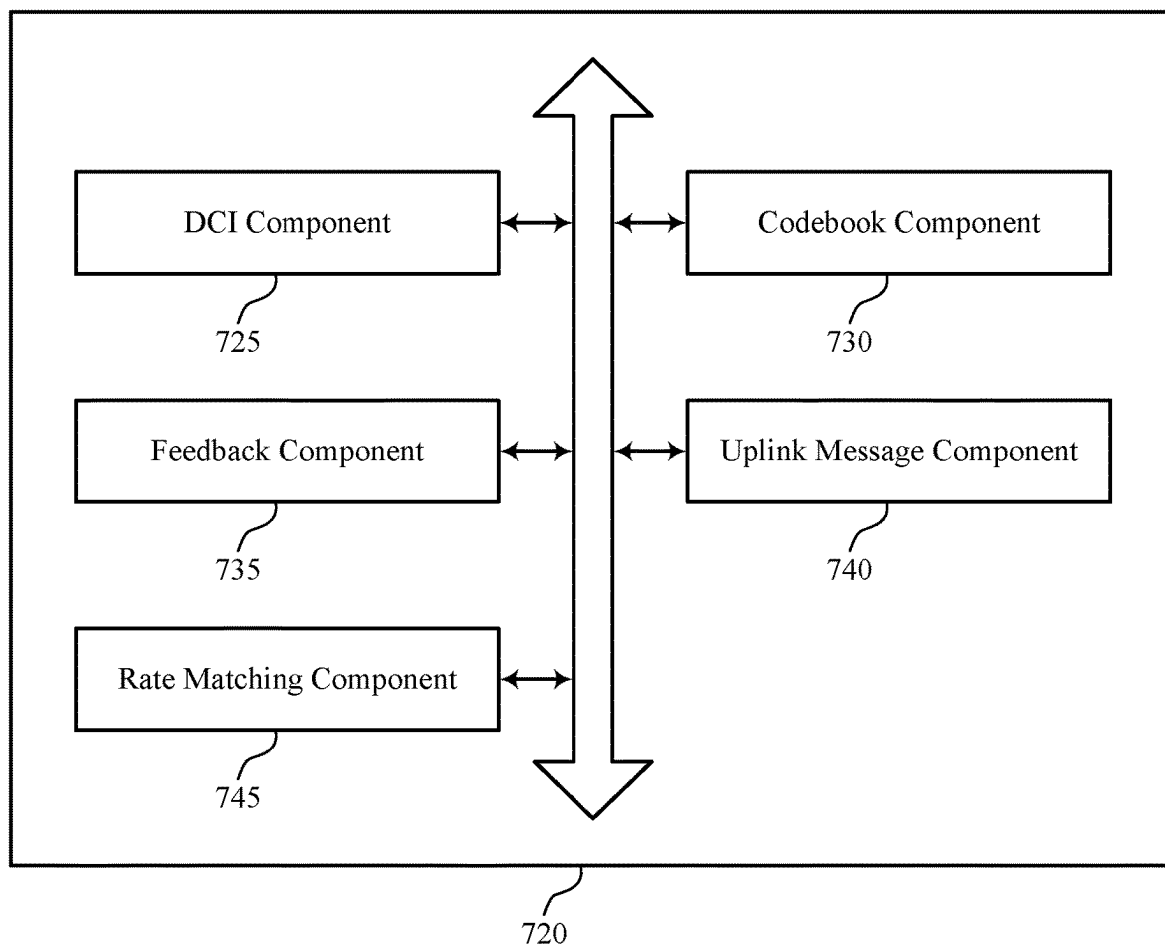 DCI Component
725
Codebook Component
730
Feedback Component
735
Uplink Message Component
740
Rate Matching Component
745
720